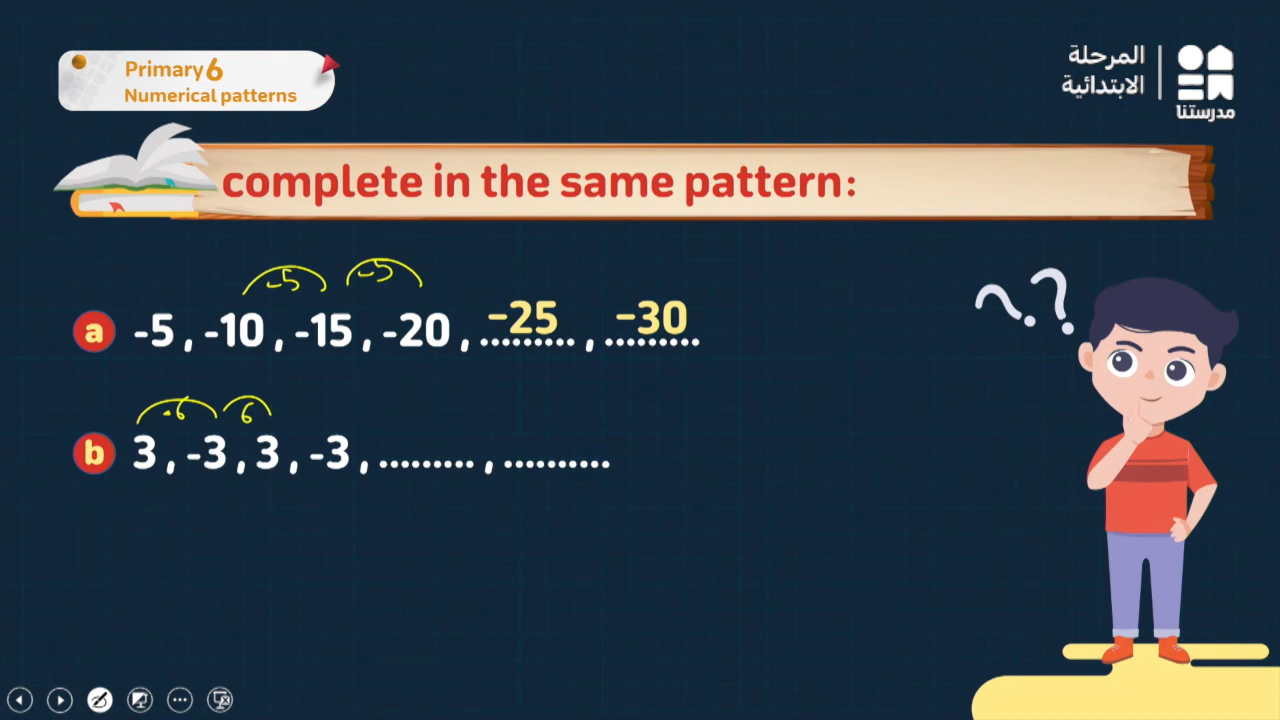 Primary 6
Numerical patterns
المرحلة
الابتدائية
مدرستنا
complete in the same pattern:
-5 -5
a -5 , -10 , -15 , -20 , -25 , -30
-6 6
b 3 , -3 , 3 , -3 , ......... , ..........